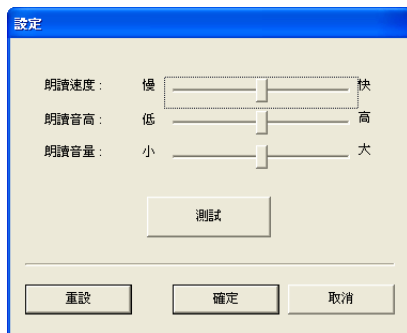 設定
朗讀速度： 慢 快
朗讀音高： 低 高
朗讀音量： 小 大
測試
重設 確定 取消